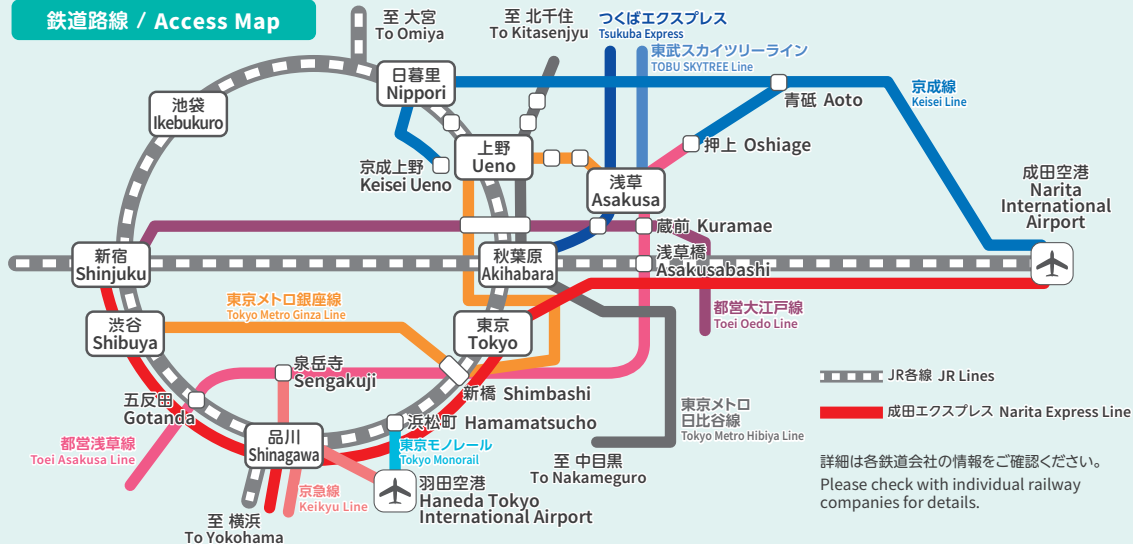 鉄道路線 / Access Map
至 大宮
To Omiya
至 北千住
To Kitasenjyu
つくばエクスプレス
Tsukuba Express
東武スカイツリーライン
TOBU SKYTREE Line
日暮里
Nippori
京成線
Keisei Line
青砥 Aoto
池袋
Ikebukuro
上野
Ueno
押上 Oshiage
京成上野
Keisei Ueno
浅草
Asakusa
成田空港
Narita
International
Airport
蔵前 Kuramae
新宿
Shinjuku
秋葉原
Akihabara
浅草橋
Asakusabashi
東京メトロ銀座線
Tokyo Metro Ginza Line
都営大江戸線
Toei Oedo Line
渋谷
Shibuya
東京
Tokyo
泉岳寺
Sengakuji
新橋 Shimbashi
JR各線 JR Lines
五反田
Gotanda
浜松町 Hamamatsucho
東京メトロ
日比谷線
Tokyo Metro Hibiya Line
成田エクスプレス Narita Express Line
品川
Shinagawa
都営浅草線
Toei Asakusa Line
東京モノレール
Tokyo Monorail
至 中目黒
To Nakameguro
詳細は各鉄道会社の情報をご確認ください。
Please check with individual railway
companies for details.
京急線
Keikyu Line
羽田空港
Haneda Tokyo
International Airport
至 横浜
To Yokohama